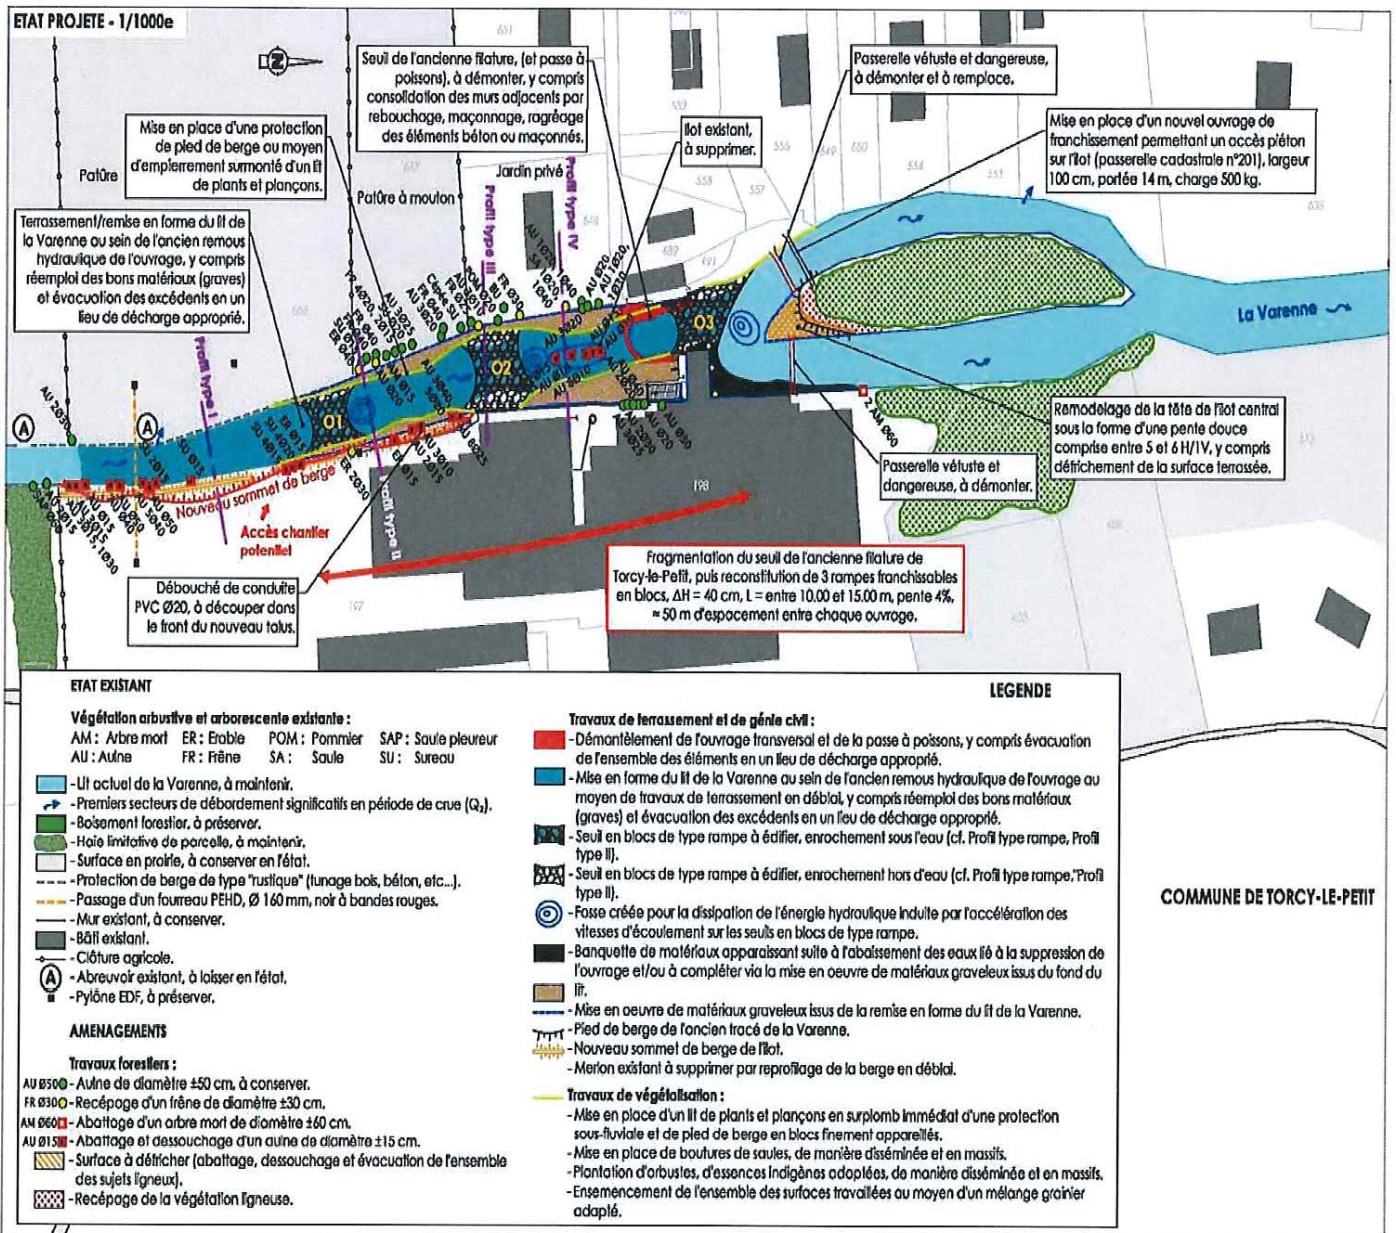 ETAT PROJETE - 1/1000e
N
Seuil de l'ancienne filature, (et passe à
poissons), à démonter, y compris
consolidation des murs adjacents par
rebouchage, maçonnage, ragréage
des éléments béton ou maçonnés.
Passerelle vétuste et dangereuse,
à démonter et à remplace.
Mise en place d'une protection
de pied de berge au moyen
d'empierrement surmonté d'un lit
de plants et plançons.
Ilot existant,
à supprimer.
Mise en place d'un nouvel ouvrage de
franchissement permettant un accès piéton
sur l'îlot (passerelle cadastrale n°201), largeur
100 cm, portée 14 m, charge 500 kg.
Patûre
Patûre à mouton
Jardin privé
Terrassement/remise en forme du lit de
la Varenne au sein de l'ancien remous
hydraulique de l'ouvrage, y compris
réemploi des bons matériaux (graves)
et évacuation des excédents en un
lieu de décharge approprié.
Profil type I
Profil type II
Profil type III
Profil type IV
O1
O2
O3
La Varenne
A
A
AU 2Ø30
Nouveau sommet de berge
Accès chantier
potentiel
2 AM Ø60
198
197
Remodelage de la tête de l'îlot central
sous la forme d'une pente douce
comprise entre 5 et 6H/1V, y compris
défrichement de la surface terrassée.
Passerelle vétuste et
dangereuse, à démonter.
Débouché de conduite
PVC Ø20, à découper dans
le front du nouveau talus.
Fragmentation du seuil de l'ancienne filature de
Torcy-le-Petit, puis reconstitution de 3 rampes franchissables
en blocs, ΔH = 40 cm, L = entre 10.00 et 15.00 m, pente 4%,
≈ 50 m d'espacement entre chaque ouvrage.
LEGENDE
ETAT EXISTANT
Végétation arbustive et arborescente existante :
AM : Arbre mort ER : Erable POM : Pommier SAP : Saule pleureur
AU : Aulne FR : Frêne SA : Saule SU : Sureau
- Lit actuel de la Varenne, à maintenir.
- Premiers secteurs de débordement significatifs en période de crue (Q₂).
- Boisement forestier, à préserver.
- Haie limitative de parcelle, à maintenir.
- Surface en prairie, à conserver en l'état.
- Protection de berge de type "rustique" (tunage bois, béton, etc...).
- Passage d'un fourreau PEHD, Ø 160 mm, noir à bandes rouges.
- Mur existant, à conserver.
- Bâti existant.
- Clôture agricole.
A - Abreuvoir existant, à laisser en l'état.
- Pylône EDF, à préserver.
AMENAGEMENTS
Travaux forestiers :
AU Ø50 - Aulne de diamètre ±50 cm, à conserver.
FR Ø30 - Recépage d'un frêne de diamètre ±30 cm.
AM Ø60 - Abattage d'un arbre mort de diamètre ±60 cm.
AU Ø15 - Abattage et dessouchage d'un aulne de diamètre ±15 cm.
- Surface à défricher (abattage, dessouchage et évacuation de l'ensemble
des sujets ligneux).
- Recépage de la végétation ligneuse.
Travaux de terrassement et de génie civil :
- Démantèlement de l'ouvrage transversal et de la passe à poissons, y compris évacuation
de l'ensemble des éléments en un lieu de décharge approprié.
- Mise en forme du lit de la Varenne au sein de l'ancien remous hydraulique de l'ouvrage au
moyen de travaux de terrassement en déblai, y compris réemploi des bons matériaux
(graves) et évacuation des excédents en un lieu de décharge approprié.
- Seuil en blocs de type rampe à édifier, enrochement sous l'eau (cf. Profil type rampe, Profil
type II).
- Seuil en blocs de type rampe à édifier, enrochement hors d'eau (cf. Profil type rampe, Profil
type II).
- Fosse créée pour la dissipation de l'énergie hydraulique induite par l'accélération des
vitesses d'écoulement sur les seuils en blocs de type rampe.
- Banquette de matériaux apparaissant suite à l'abaissement des eaux lié à la suppression de
l'ouvrage et/ou à compléter via la mise en oeuvre de matériaux graveleux issus du fond du
lit.
- Mise en oeuvre de matériaux graveleux issus de la remise en forme du lit de la Varenne.
- Pied de berge de l'ancien tracé de la Varenne.
- Nouveau sommet de berge de l'îlot.
- Merlon existant à supprimer par reprofilage de la berge en déblai.
Travaux de végétalisation :
- Mise en place d'un lit de plants et plançons en surplomb immédiat d'une protection
sous-fluviale et de pied de berge en blocs finement appareillés.
- Mise en place de boutures de saules, de manière disséminée et en massifs.
- Plantation d'arbustes, d'essences indigènes adaptées, de manière disséminée et en massifs.
- Ensemencement de l'ensemble des surfaces travaillées au moyen d'un mélange grainier
adapté.
COMMUNE DE TORCY-LE-PETIT